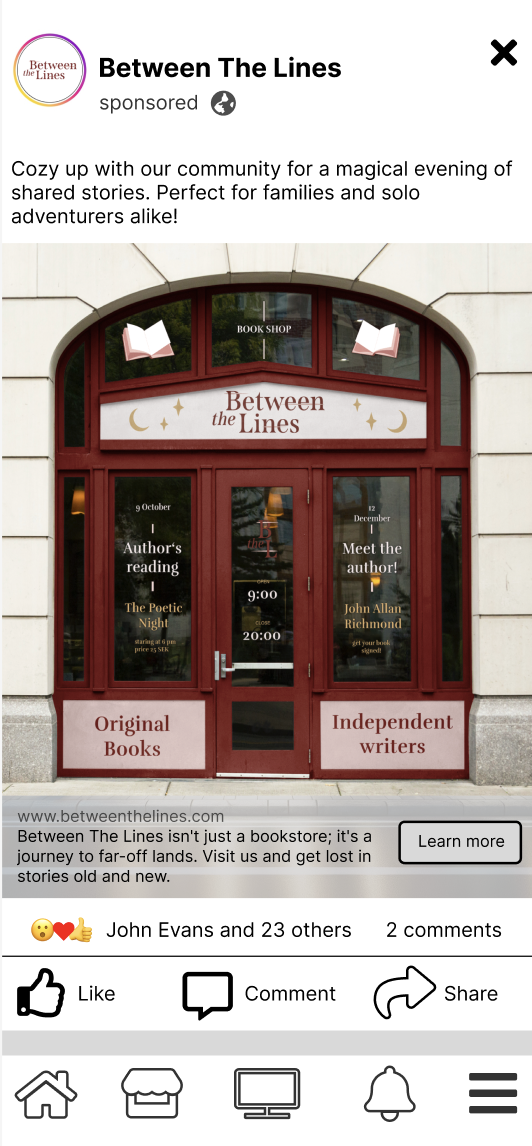 Between
the Lines
Between The Lines
sponsored
Cozy up with our community for a magical evening of
shared stories. Perfect for families and solo
adventurers alike!
BOOK SHOP
Between
the Lines
9 October
Author's
reading
The Poetic
Night
staring at 6 pm
price 25 SEK
B
the L
OPEN
9:00
CLOSE
20:00
12
December
Meet the
author!
John Allan
Richmond
get your book
signed!
Original
Books
Independent
writers
www.betweenthelines.com
Between The Lines isn't just a bookstore; it's a
journey to far-off lands. Visit us and get lost in
stories old and new.
Learn more
John Evans and 23 others
2 comments
Like
Comment
Share